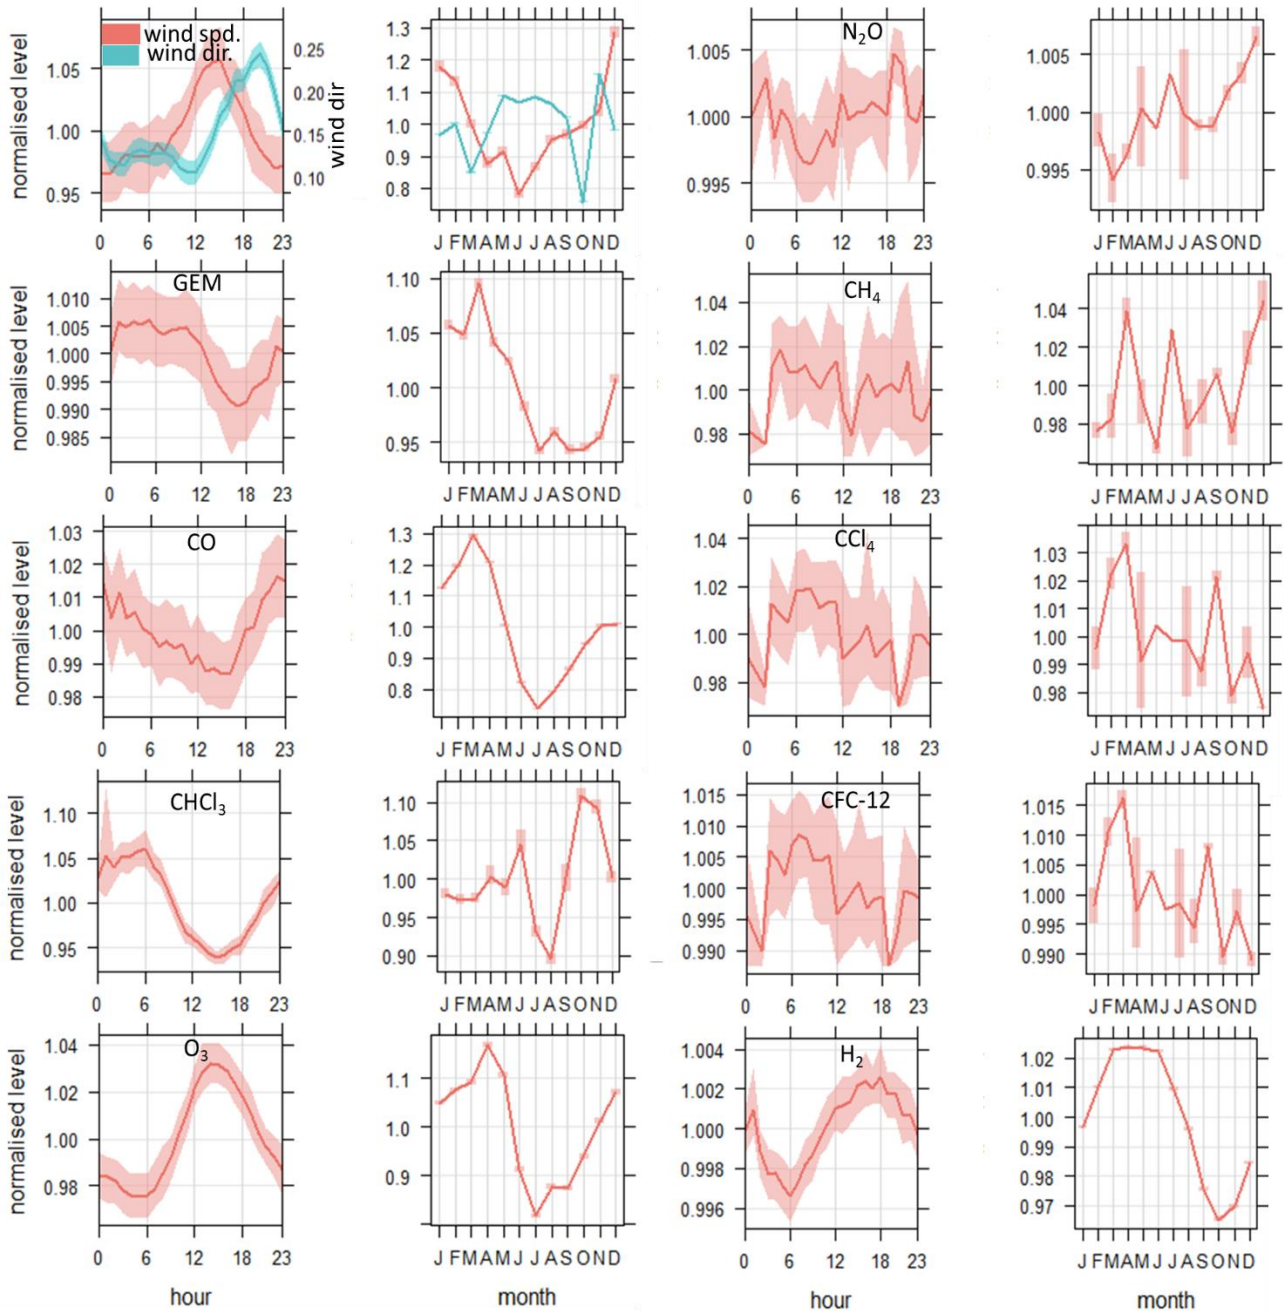 wind spd.
wind dir.
normalised level
1.05
1.00
0.95
0.25
0.20
0.15
0.10
wind dir
0 6 12 18 23
1.3
1.2
1.1
1.0
0.9
0.8
J F M A M J J A S O N D
N2O
1.005
1.000
0.995
0 6 12 18 23
1.005
1.000
0.995
J F M A M J J A S O N D
GEM
normalised level
1.010
1.005
1.000
0.995
0.990
0.985
0 6 12 18 23
1.10
1.05
1.00
0.95
J F M A M J J A S O N D
CH4
1.04
1.02
1.00
0.98
0 6 12 18 23
1.04
1.02
1.00
0.98
J F M A M J J A S O N D
CO
normalised level
1.03
1.02
1.01
1.00
0.99
0.98
0 6 12 18 23
1.3
1.2
1.1
1.0
0.9
0.8
J F M A M J J A S O N D
CCl4
1.04
1.02
1.00
0.98
0 6 12 18 23
1.03
1.02
1.01
1.00
0.99
0.98
J F M A M J J A S O N D
CHCl3
normalised level
1.10
1.05
1.00
0.95
0 6 12 18 23
1.10
1.05
1.00
0.95
0.90
J F M A M J J A S O N D
CFC-12
1.015
1.010
1.005
1.000
0.995
0.990
0 6 12 18 23
1.015
1.010
1.005
1.000
0.995
0.990
J F M A M J J A S O N D
O3
normalised level
1.04
1.02
1.00
0.98
0 6 12 18 23
hour
1.1
1.0
0.9
J F M A M J J A S O N D
month
H2
1.004
1.002
1.000
0.998
0.996
0 6 12 18 23
hour
1.02
1.01
1.00
0.99
0.98
0.97
J F M A M J J A S O N D
month